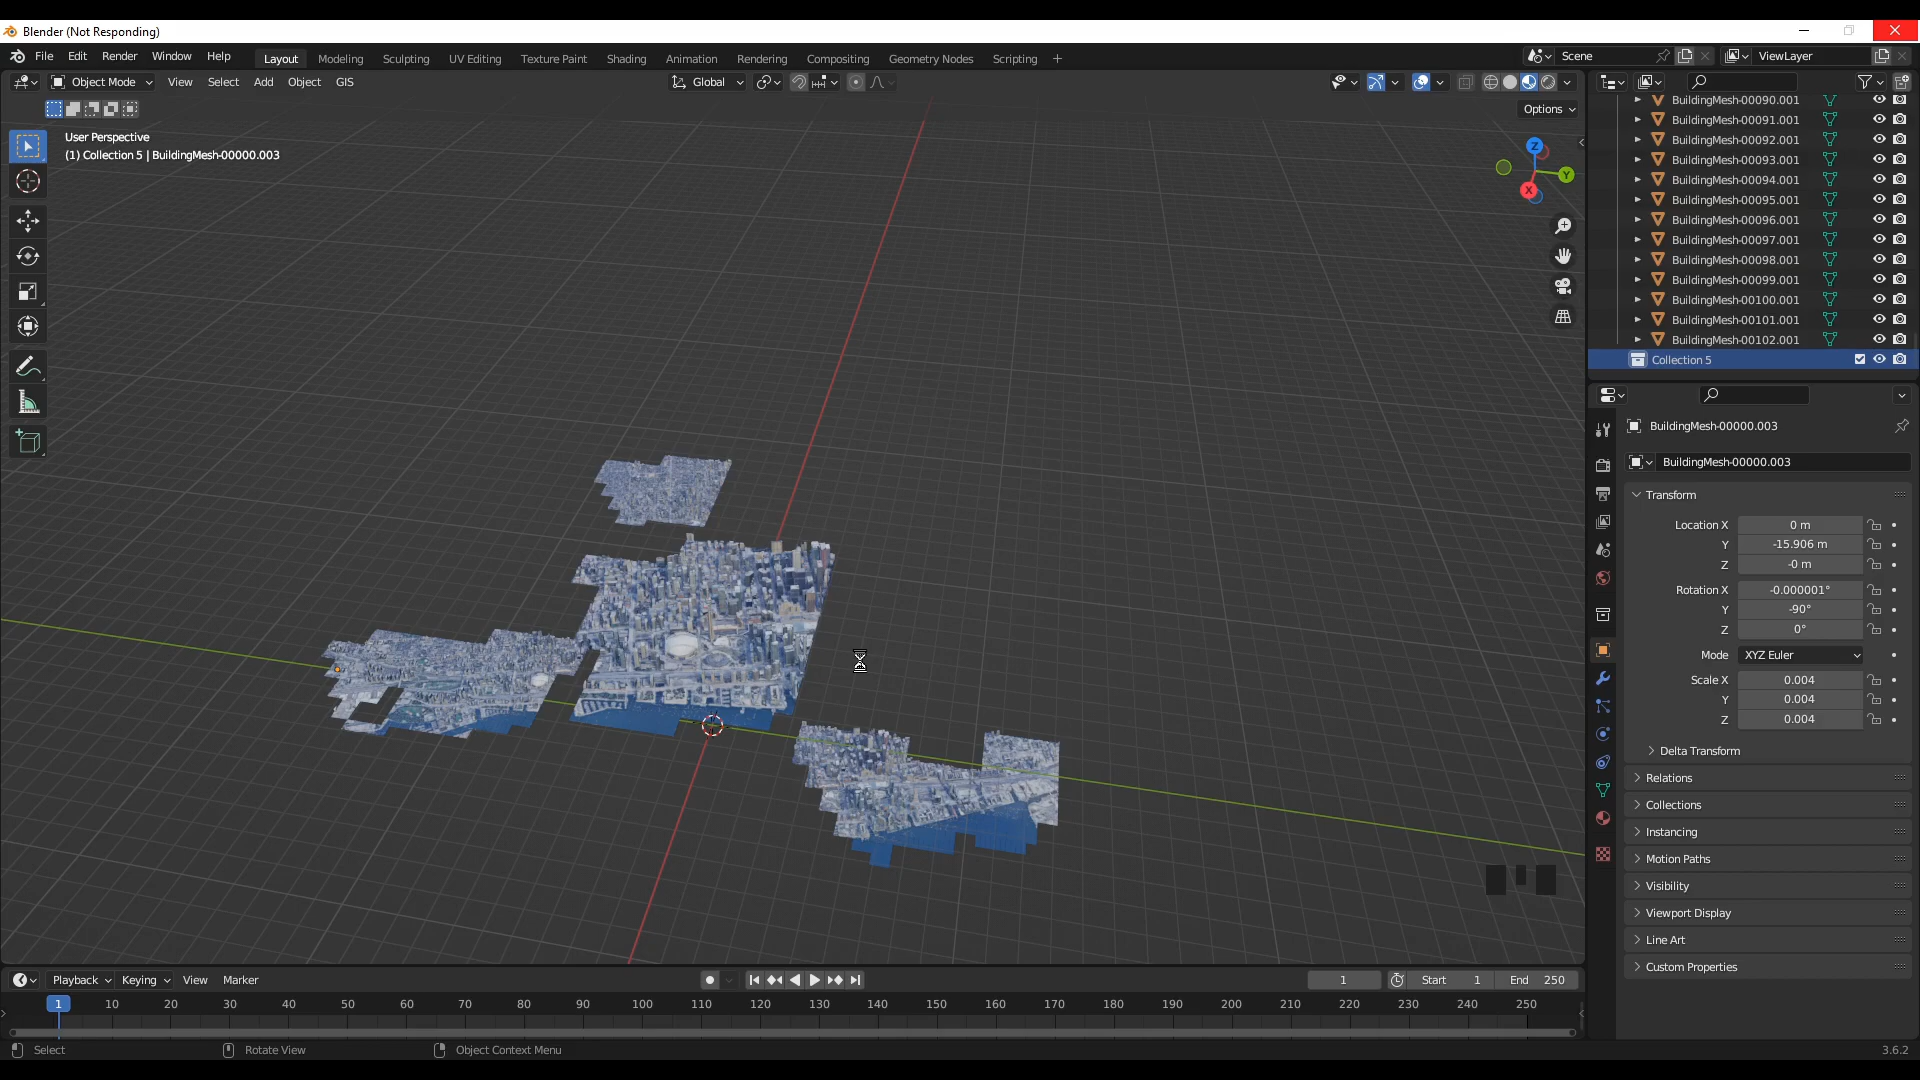 Blender (Not Responding)
File Edit Render Window Help Layout Modeling Sculpting UV Editing Texture Paint Shading Animation Rendering Compositing Geometry Nodes Scripting + Scene ViewLayer
Object Mode View Select Add Object GIS Global
Options
User Perspective
(1) Collection 5 | BuildingMesh-00000.003
Z
Y
X
BuildingMesh-00090.001
BuildingMesh-00091.001
BuildingMesh-00092.001
BuildingMesh-00093.001
BuildingMesh-00094.001
BuildingMesh-00095.001
BuildingMesh-00096.001
BuildingMesh-00097.001
BuildingMesh-00098.001
BuildingMesh-00099.001
BuildingMesh-00100.001
BuildingMesh-00101.001
BuildingMesh-00102.001
Collection 5
BuildingMesh-00000.003
BuildingMesh-00000.003
Transform
Location X 0 m
Y -15.906 m
Z -0 m
Rotation X -0.000001°
Y -90°
Z 0°
Mode XYZ Euler
Scale X 0.004
Y 0.004
Z 0.004
Delta Transform
Relations
Collections
Instancing
Motion Paths
Visibility
Viewport Display
Line Art
Custom Properties
Playback Keying View Marker 1 Start 1 End 250
1 10 20 30 40 50 60 70 80 90 100 110 120 130 140 150 160 170 180 190 200 210 220 230 240 250
Select Rotate View Object Context Menu 3.6.2